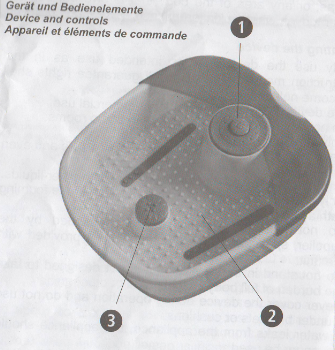 Gerät und Bedienelemente
Device and controls
Appareil et éléments de commande
1
3
2